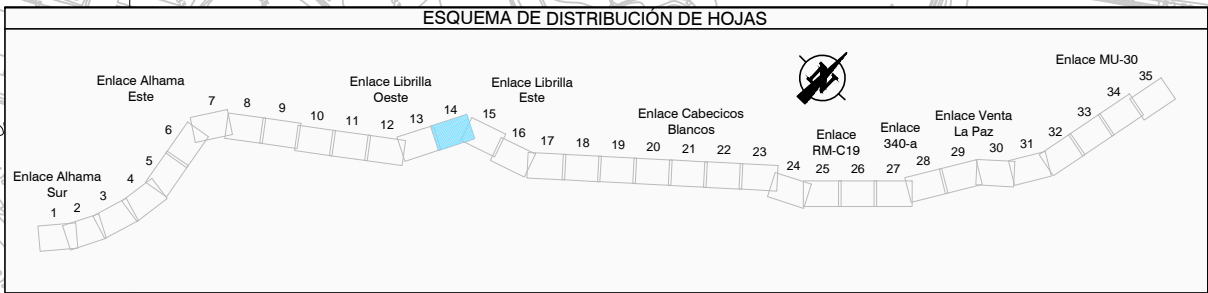 ESQUEMA DE DISTRIBUCIÓN DE HOJAS
Enlace Alhama
Sur
1
2
3
4
5
6
Enlace Alhama
Este
7
8
9
10
11
12
Enlace Librilla
Oeste
13
14
15
Enlace Librilla
Este
16
17
18
19
20
21
22
23
Enlace Cabecicos
Blancos
24
Enlace
RM-C19
25
26
27
Enlace
340-a
28
29
Enlace Venta
La Paz
30
31
32
33
34
35
Enlace MU-30